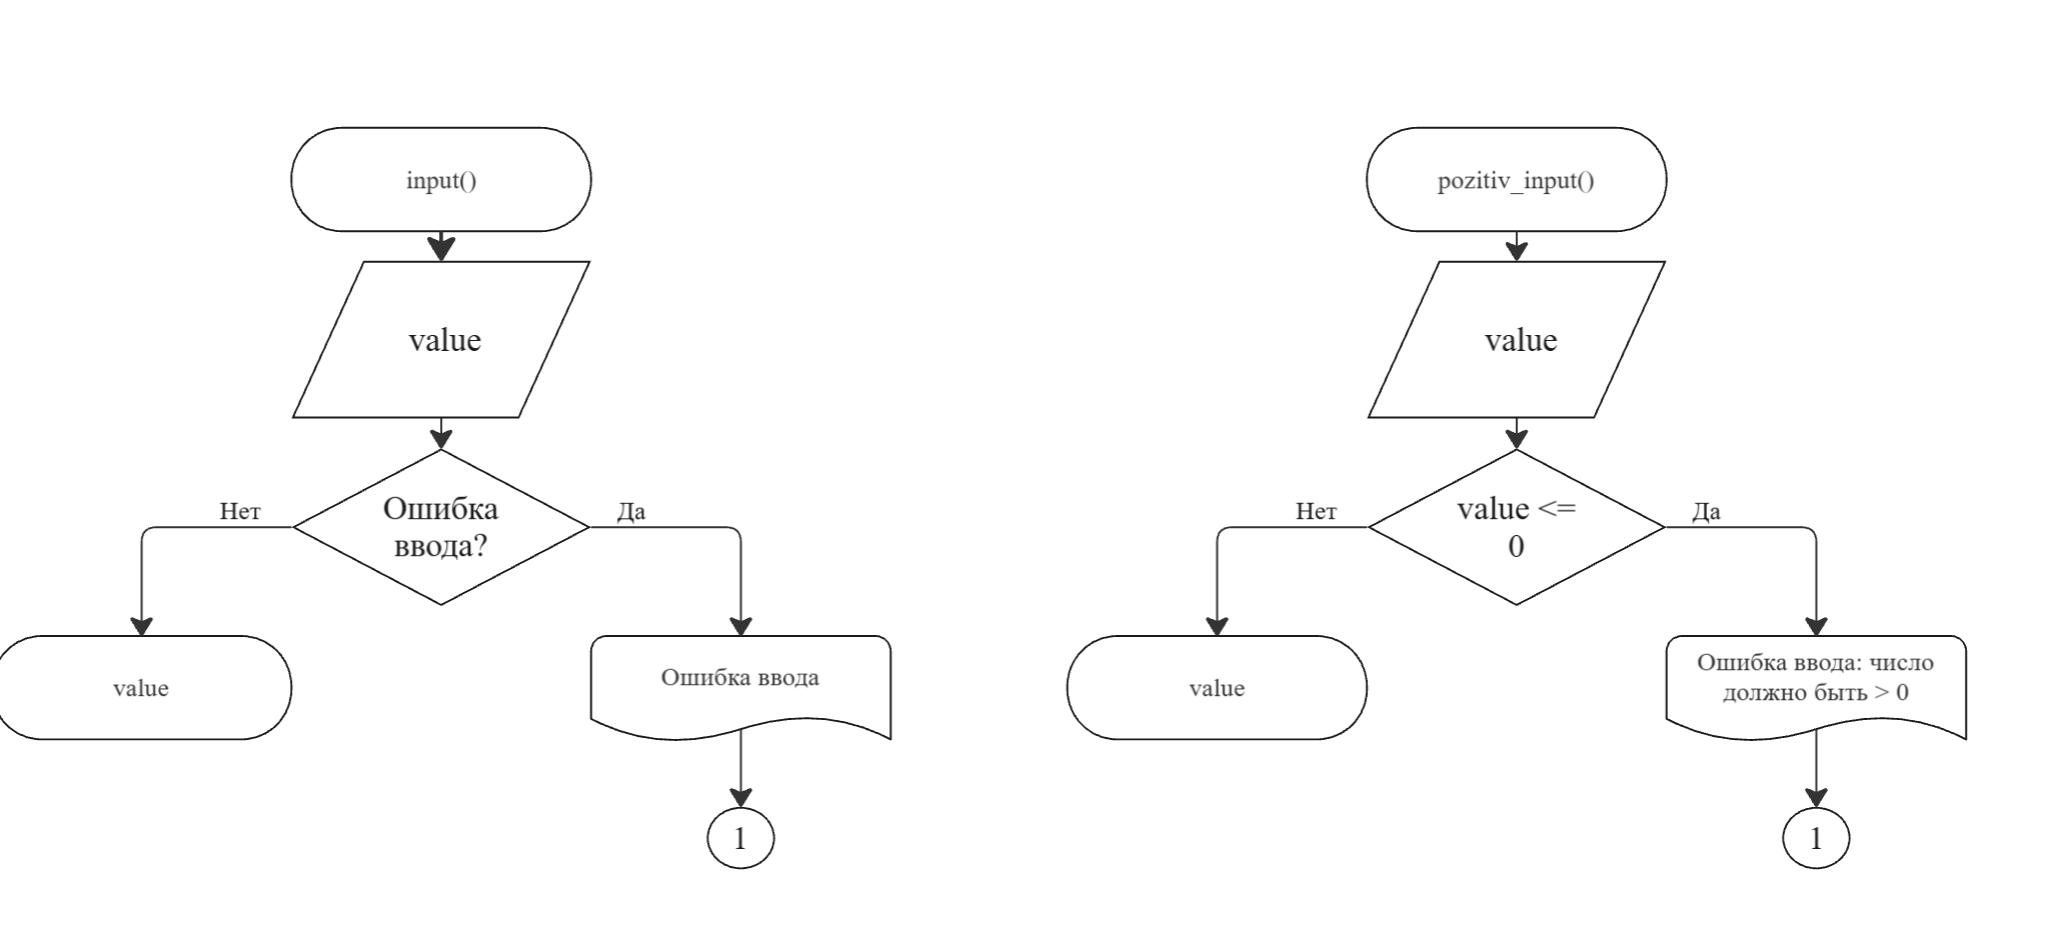 input()
value
Ошибка
ввода?
Нет
Да
value
Ошибка ввода
1
pozitiv_input()
value
value <=
0
Нет
Да
value
Ошибка ввода: число
должно быть > 0
1